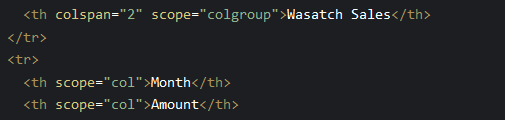 <th colspan="2" scope="colgroup">Wasatch Sales</th>
</tr>
<tr>
<th scope="col">Month</th>
<th scope="col">Amount</th>